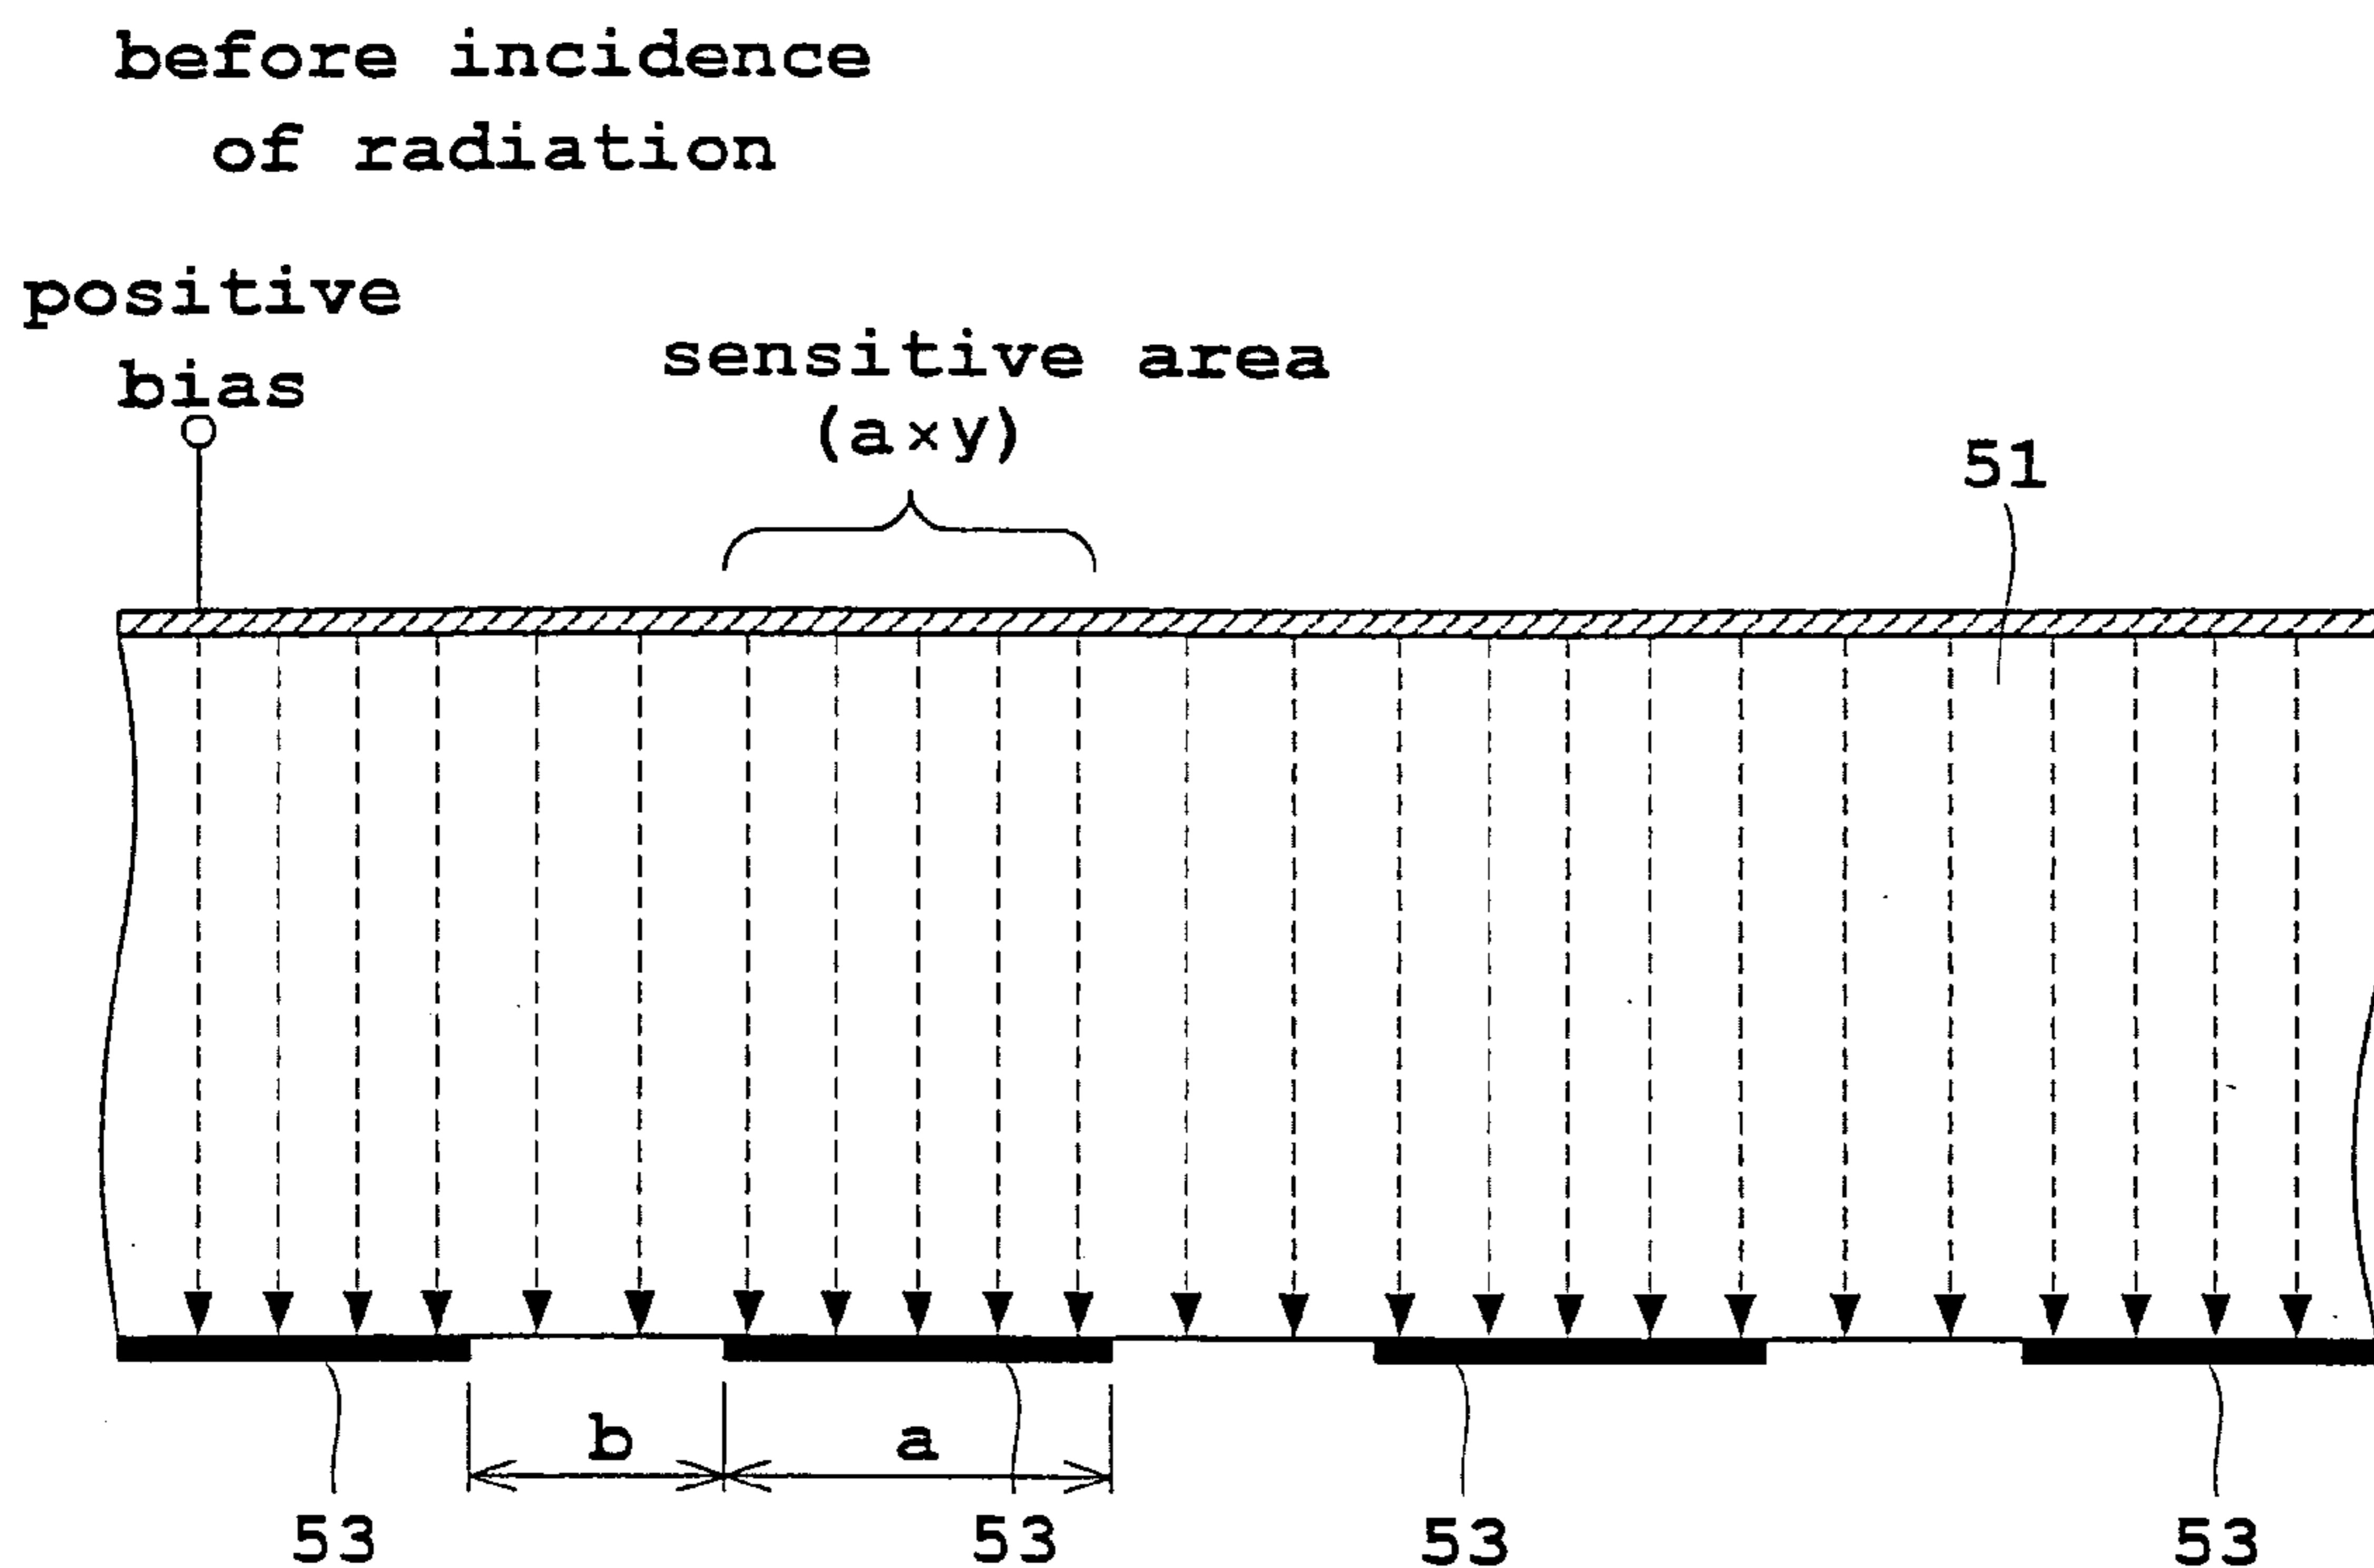 before incidence
of radiation
positive
bias
sensitive area
(a×y)
51
b
a
53
53
53
53